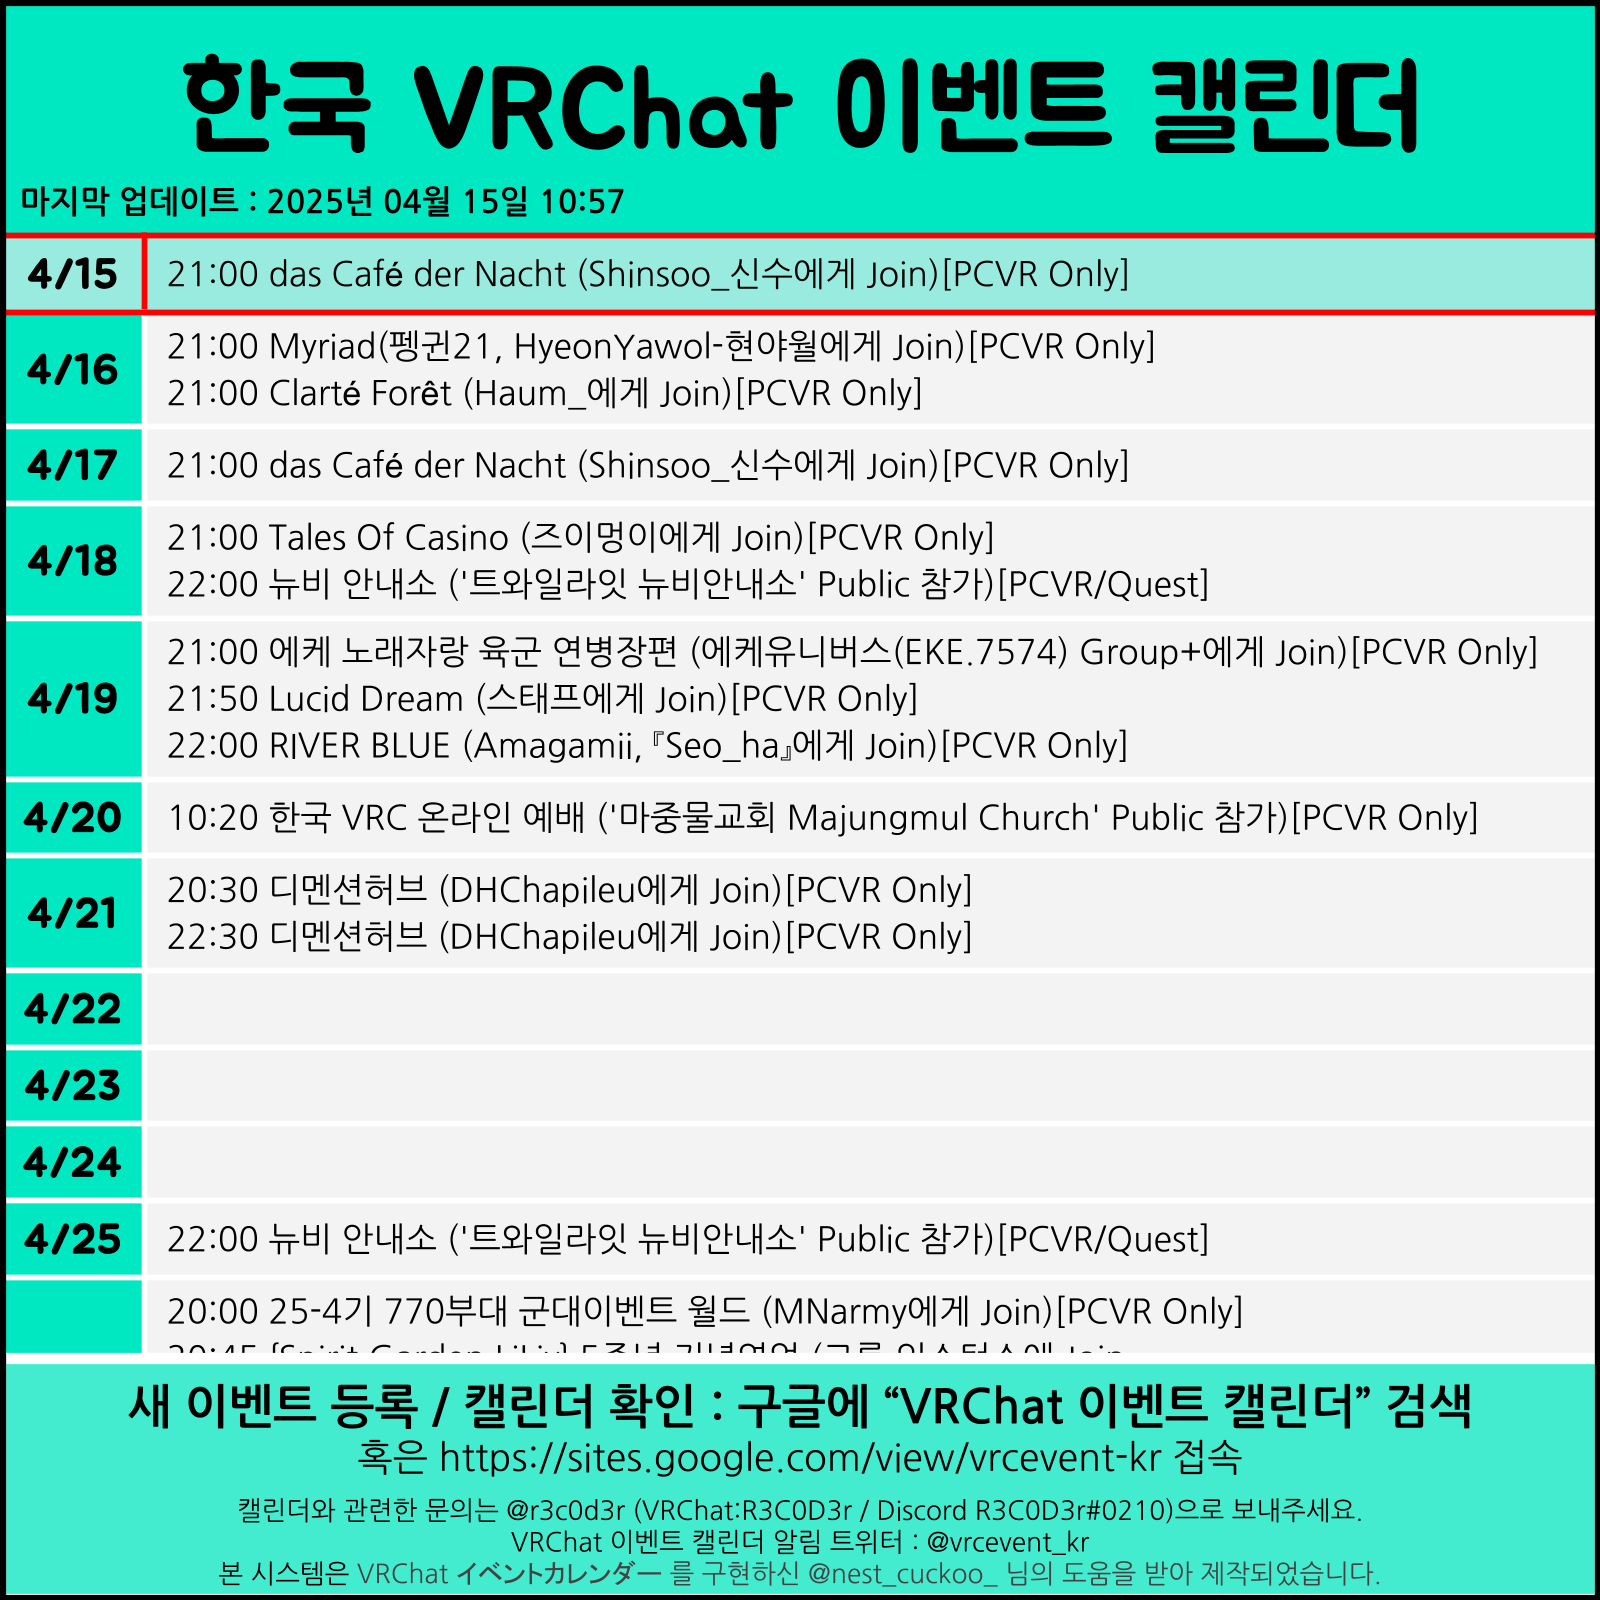 한국 VRChat 이벤트 캘린더
마지막 업데이트 : 2025년 04월 15일 10:57
4/15
21:00 das Café der Nacht (Shinsoo_신수에게 Join)[PCVR Only]
4/16
21:00 Myriad(펭귄21, HyeonYawol-현야월에게 Join)[PCVR Only]
21:00 Clarté Forêt (Haum_에게 Join)[PCVR Only]
4/17
21:00 das Café der Nacht (Shinsoo_신수에게 Join)[PCVR Only]
4/18
21:00 Tales Of Casino (즈이멍이에게 Join)[PCVR Only]
22:00 뉴비 안내소 ('트와일라잇 뉴비안내소' Public 참가)[PCVR/Quest]
4/19
21:00 에케 노래자랑 육군 연병장편 (에케유니버스(EKE.7574) Group+에게 Join)[PCVR Only]
21:50 Lucid Dream (스태프에게 Join)[PCVR Only]
22:00 RIVER BLUE (Amagamii, 『Seo_ha』에게 Join)[PCVR Only]
4/20
10:20 한국 VRC 온라인 예배 ('마중물교회 Majungmul Church' Public 참가)[PCVR Only]
4/21
20:30 디멘션허브 (DHChapileu에게 Join)[PCVR Only]
22:30 디멘션허브 (DHChapileu에게 Join)[PCVR Only]
4/22
4/23
4/24
4/25
22:00 뉴비 안내소 ('트와일라잇 뉴비안내소' Public 참가)[PCVR/Quest]
20:00 25-4기 770부대 군대이벤트 월드 (MNarmy에게 Join)[PCVR Only]
새 이벤트 등록 / 캘린더 확인 : 구글에 “VRChat 이벤트 캘린더” 검색
혹은 https://sites.google.com/view/vrcevent-kr 접속
캘린더와 관련한 문의는 @r3c0d3r (VRChat:R3C0D3r / Discord R3C0D3r#0210)으로 보내주세요.
VRChat 이벤트 캘린더 알림 트위터 : @vrcevent_kr
본 시스템은 VRChat イベントカレンダー 를 구현하신 @nest_cuckoo_ 님의 도움을 받아 제작되었습니다.